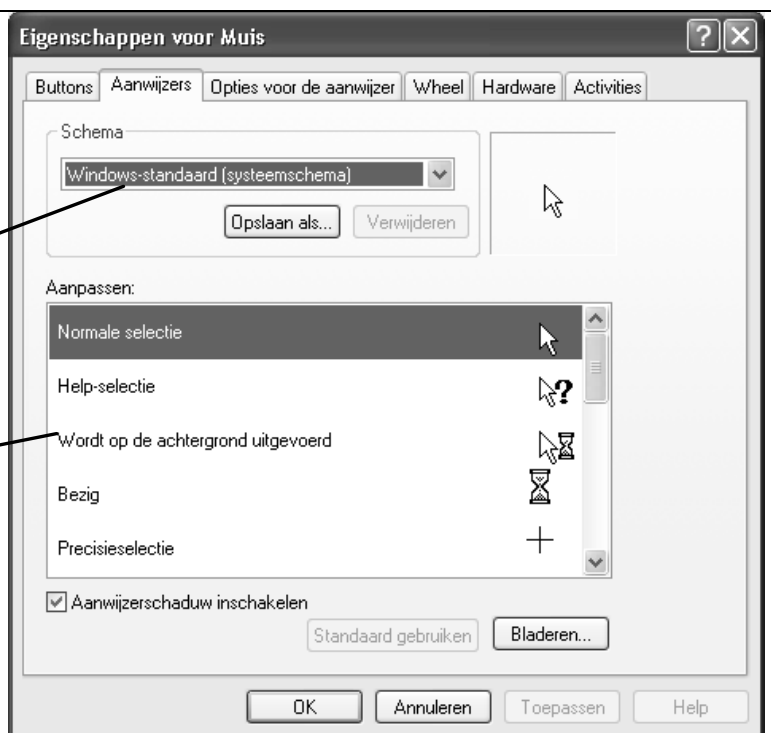 Eigenschappen voor Muis
Buttons Aanwijzers Opties voor de aanwijzer Wheel Hardware Activities
Schema
Windows-standaard (systeemschema)
Opslaan als... Verwijderen
Aanpassen:
Normale selectie
Help-selectie
Wordt op de achtergrond uitgevoerd
Bezig
Precisieselectie
Aanwijzerschaduw inschakelen
Standaard gebruiken Bladeren...
OK Annuleren Toepassen Help